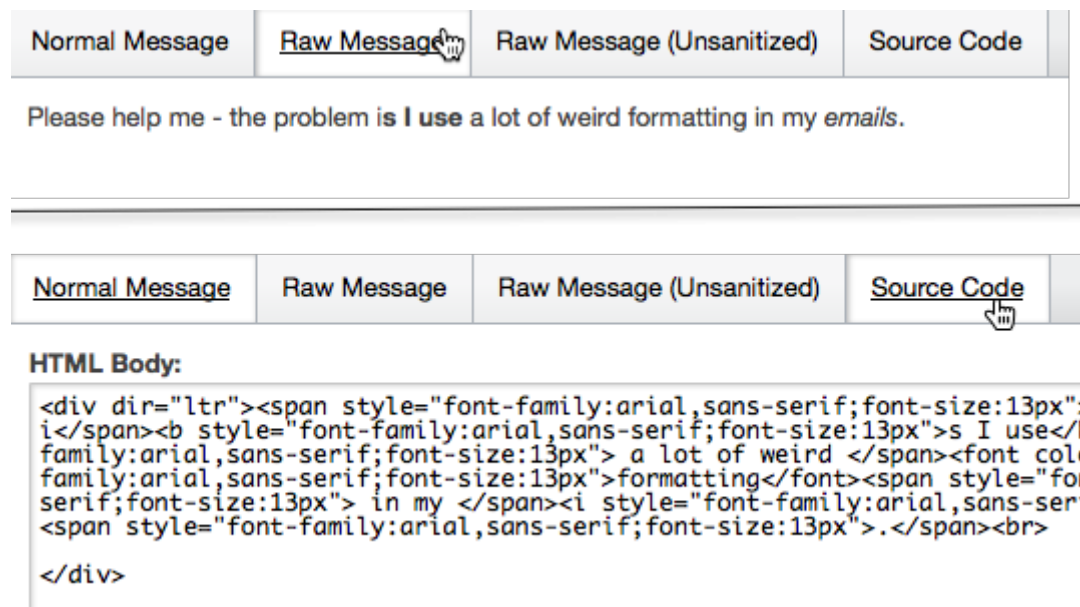 Normal Message Raw Message Raw Message (Unsanitized) Source Code
Please help me - the problem is I use a lot of weird formatting in my emails.
Normal Message Raw Message Raw Message (Unsanitized) Source Code
HTML Body:
<div dir="ltr"><span style="font-family:arial,sans-serif;font-size:13px"
i</span><b style="font-family:arial,sans-serif;font-size:13px">s I use</
family:arial,sans-serif;font-size:13px"> a lot of weird </span><font col
family:arial,sans-serif;font-size:13px">formatting</font><span style="fo
serif;font-size:13px"> in my </span><i style="font-family:arial,sans-ser
<span style="font-family:arial,sans-serif;font-size:13px">.</span><br>
</div>